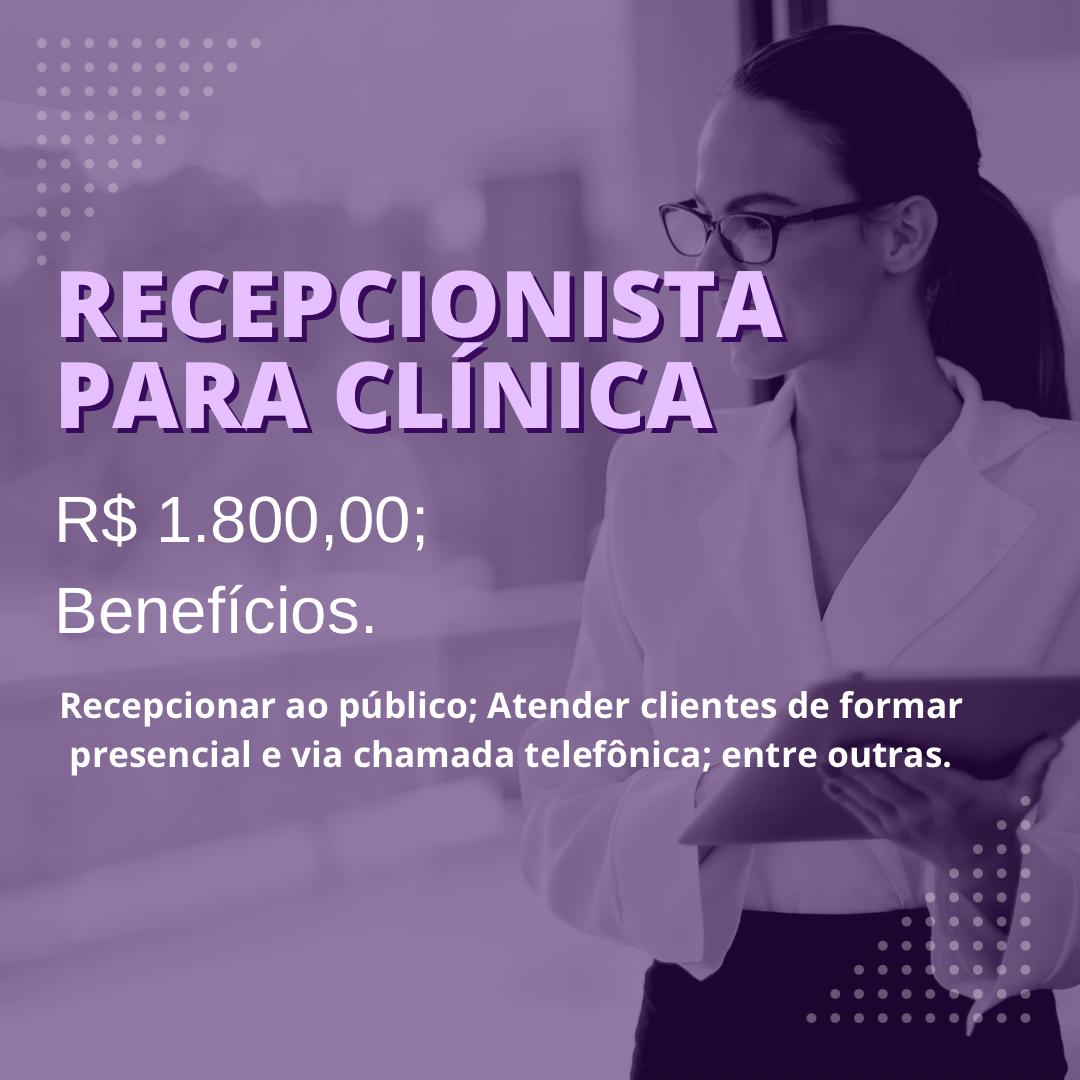 RECEPCIONISTA
PARA CLÍNICA
R$ 1.800,00;
Benefícios.
Recepcionar ao público; Atender clientes de formar
presencial e via chamada telefônica; entre outras.